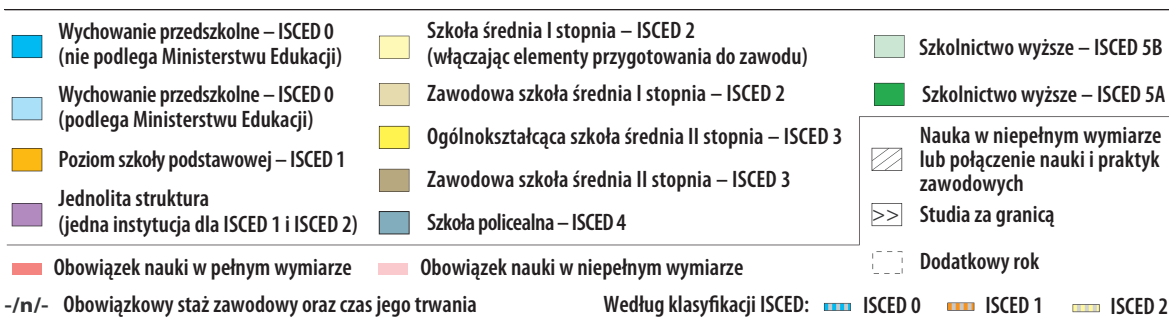 Wychowanie przedszkolne – ISCED 0
(nie podlega Ministerstwu Edukacji)
Wychowanie przedszkolne – ISCED 0
(podlega Ministerstwu Edukacji)
Poziom szkoły podstawowej – ISCED 1
Jednolita struktura
(jedna instytucja dla ISCED 1 i ISCED 2)
Szkoła średnia I stopnia – ISCED 2
(włączając elementy przygotowania do zawodu)
Zawodowa szkoła średnia I stopnia – ISCED 2
Ogólnokształcąca szkoła średnia II stopnia – ISCED 3
Zawodowa szkoła średnia II stopnia – ISCED 3
Szkoła policealna – ISCED 4
Szkolnictwo wyższe – ISCED 5B
Szkolnictwo wyższe – ISCED 5A
Nauka w niepełnym wymiarze
lub połączenie nauki i praktyk
zawodowych
>> Studia za granicą
Dodatkowy rok
Obowiązek nauki w pełnym wymiarze
Obowiązek nauki w niepełnym wymiarze
-/n/- Obowiązkowy staż zawodowy oraz czas jego trwania
Według klasyfikacji ISCED: ISCED 0 ISCED 1 ISCED 2